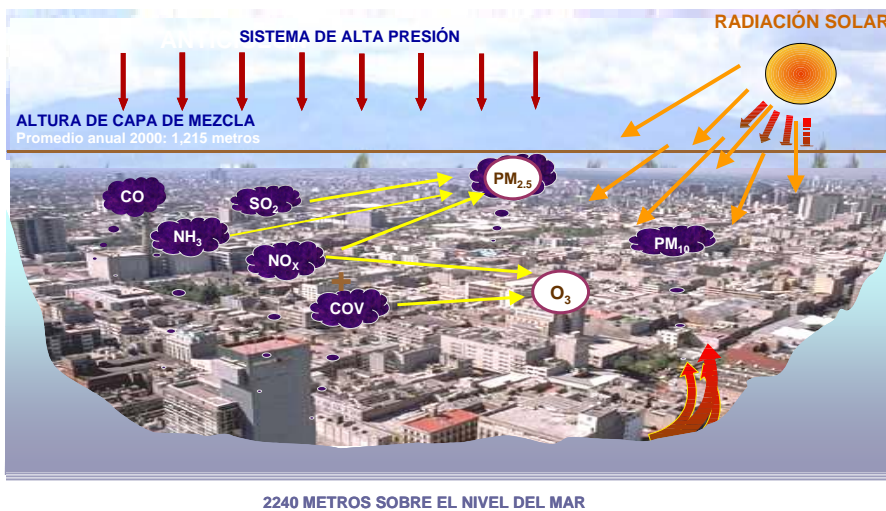 RADIACIÓN SOLAR
SISTEMA DE ALTA PRESIÓN
ALTURA DE CAPA DE MEZCLA
Promedio anual 2000: 1,215 metros
CO
SO₂
PM₂.₅
NH₃
NOₓ
PM₁₀
+
COV
O₃
2240 METROS SOBRE EL NIVEL DEL MAR